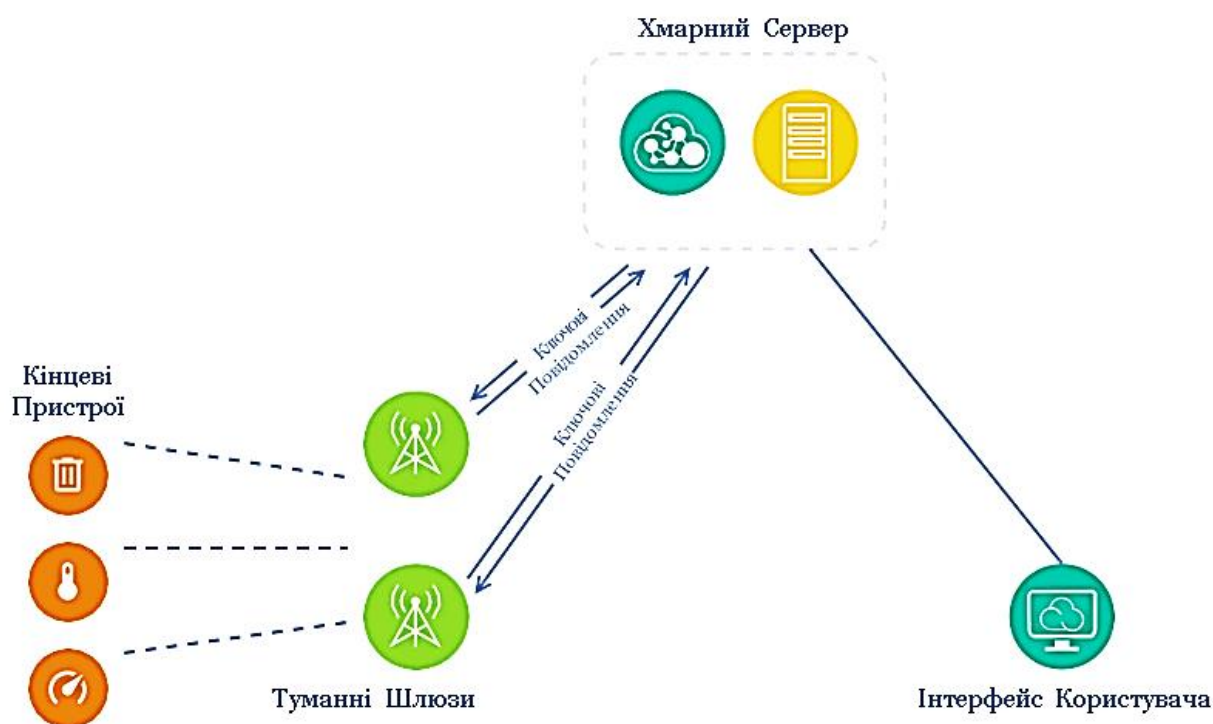 Хмарний Сервер
Ключові
Повідомлення
Ключові
Повідомлення
Кінцеві
Пристрої
Туманні Шлюзи
Інтерфейс Користувача